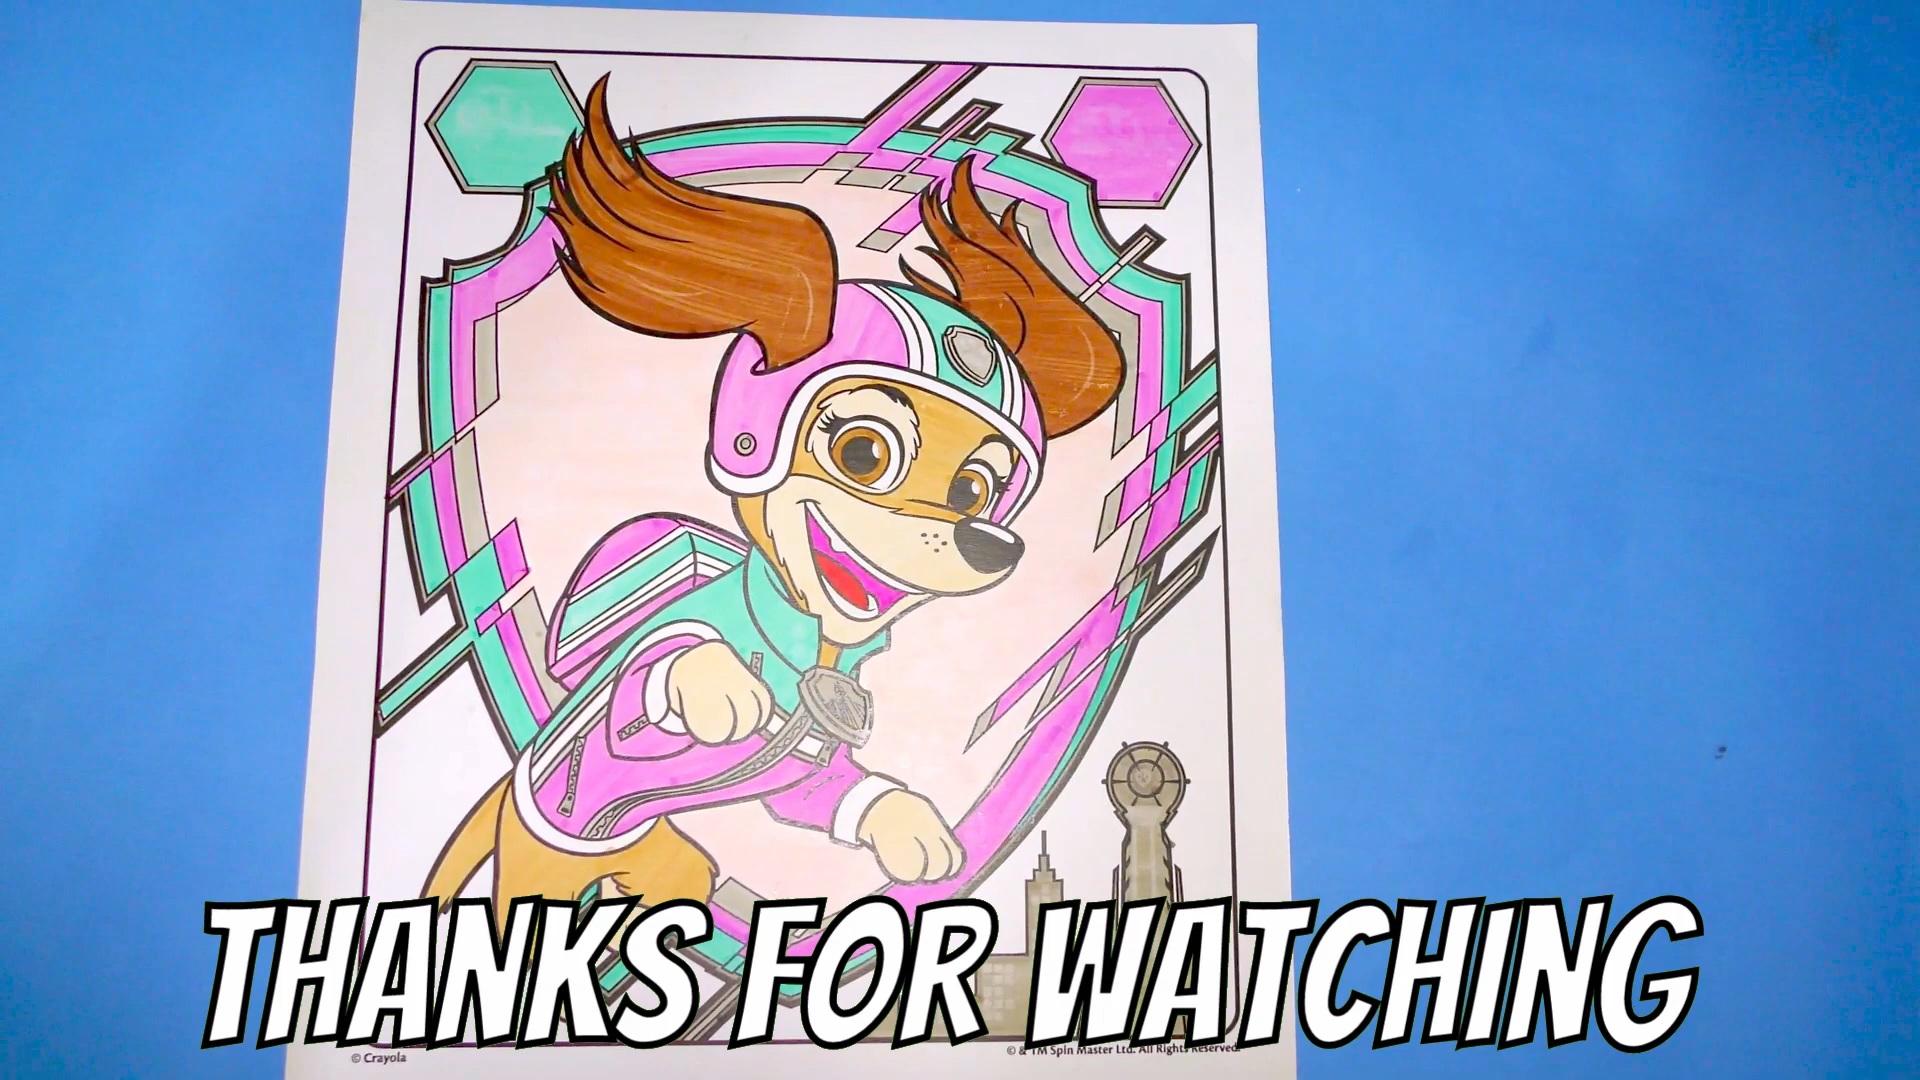 THANKS FOR WATCHING
© Crayola
© & TM Spin Master Ltd. All Rights Reserved.